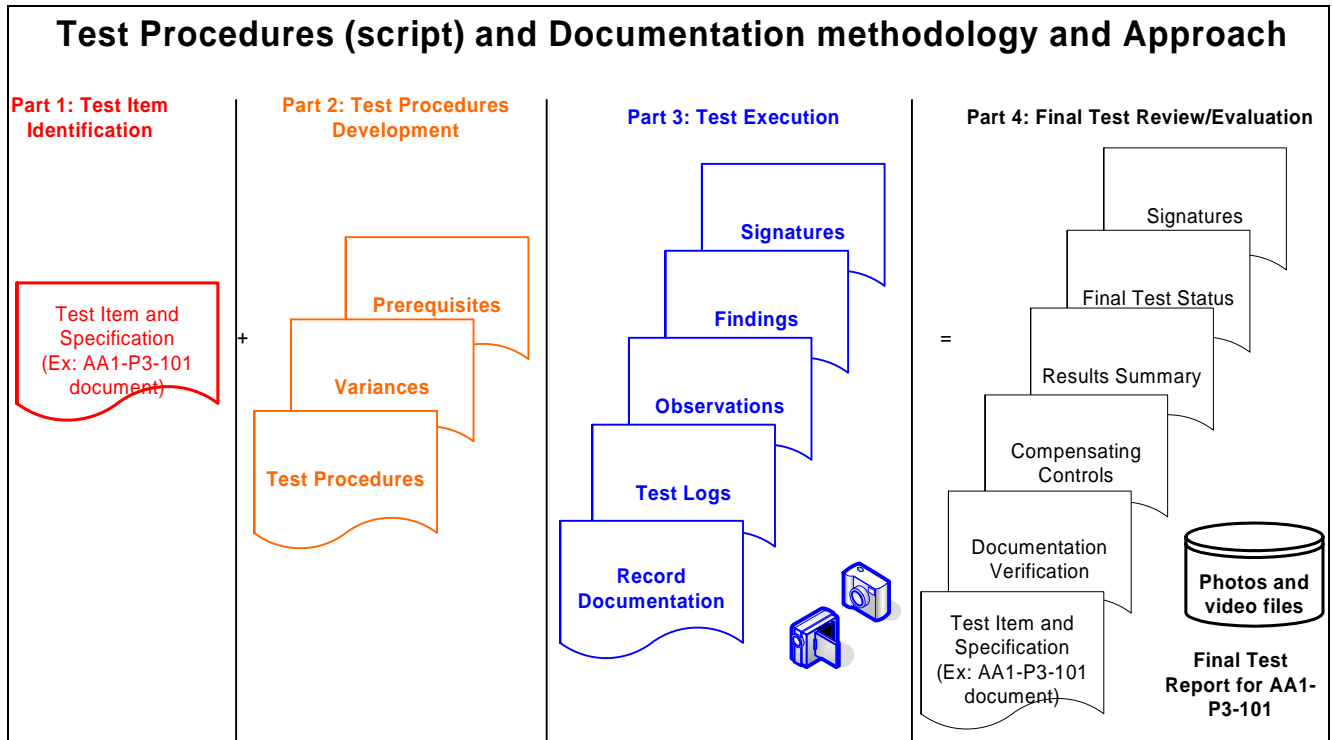 Test Procedures (script) and Documentation methodology and Approach
Part 1: Test Item
Identification
Part 2: Test Procedures
Development
Part 3: Test Execution
Part 4: Final Test Review/Evaluation
Test Item and
Specification
(Ex: AA1-P3-101
document)
+
Prerequisites
Variances
Test Procedures
Signatures
Findings
Observations
Test Logs
Record
Documentation
=
Signatures
Final Test Status
Results Summary
Compensating
Controls
Documentation
Verification
Test Item and
Specification
(Ex: AA1-P3-101
document)
Photos and
video files
Final Test
Report for AA1-
P3-101